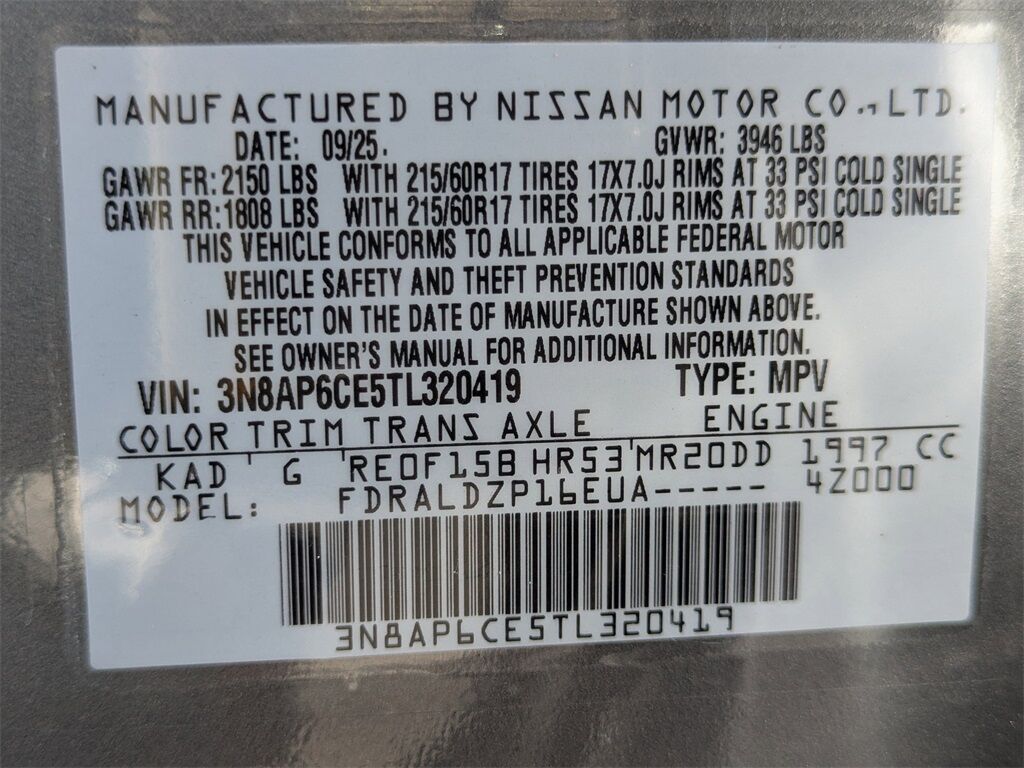 MANUFACTURED BY NISSAN MOTOR CO., LTD.
DATE: 09/25. GVWR: 3946 LBS
GAWR FR: 2150 LBS WITH 215/60R17 TIRES 17X7.0J RIMS AT 33 PSI COLD SINGLE
GAWR RR: 1808 LBS WITH 215/60R17 TIRES 17X7.0J RIMS AT 33 PSI COLD SINGLE
THIS VEHICLE CONFORMS TO ALL APPLICABLE FEDERAL MOTOR
VEHICLE SAFETY AND THEFT PREVENTION STANDARDS
IN EFFECT ON THE DATE OF MANUFACTURE SHOWN ABOVE.
SEE OWNER'S MANUAL FOR ADDITIONAL INFORMATION.
VIN: 3N8AP6CE5TL320419 TYPE: MPV
COLOR TRIM TRANS AXLE ENGINE
KAD G RE0F15B HR53 MR20DD 1997 CC
MODEL: FDRALDZP16EUA----- 4Z000
3N8AP6CE5TL320419